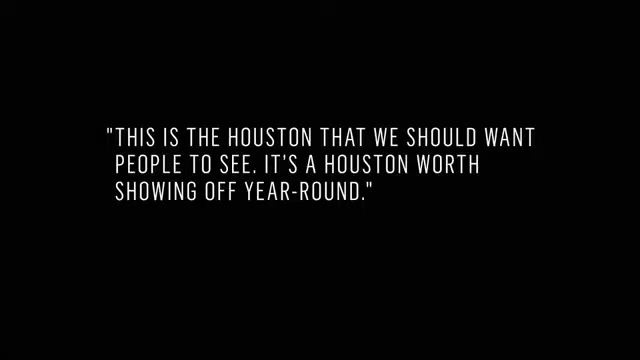 "THIS IS THE HOUSTON THAT WE SHOULD WANT
PEOPLE TO SEE. IT'S A HOUSTON WORTH
SHOWING OFF YEAR-ROUND."